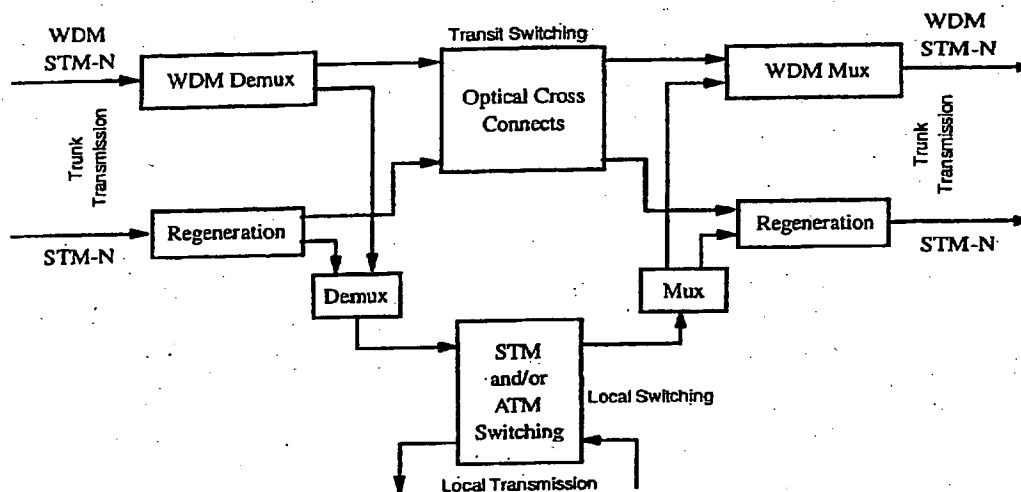 WDM
STM-N
Transit Switching
WDM
STM-N
WDM Demux
Optical Cross
Connects
WDM Mux
Trunk
Transmission
Trunk
Transmission
Regeneration
STM-N
Regeneration
STM-N
Demux
Mux
STM
and/or
ATM
Switching
Local Switching
Local Transmission